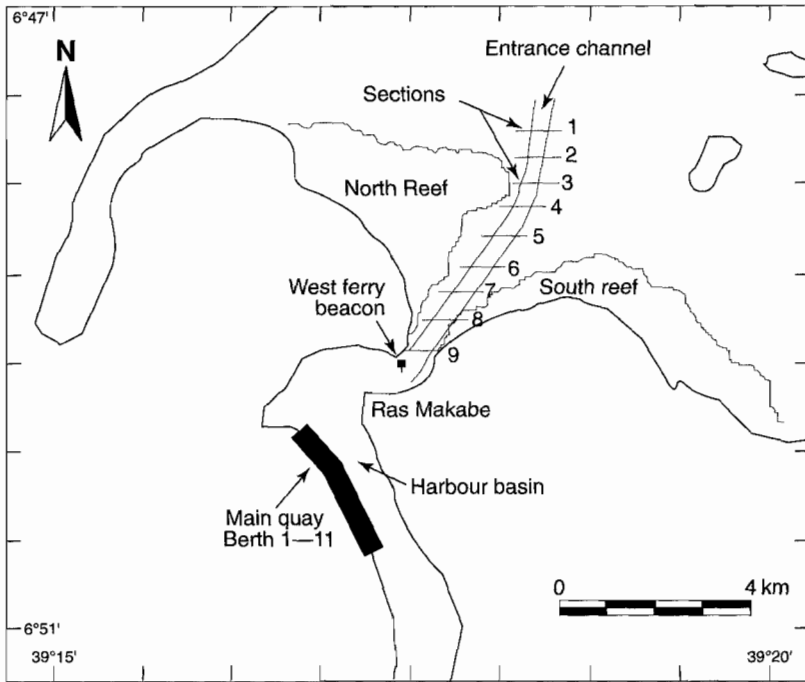 6°47'
N
Entrance channel
Sections
1
2
3
North Reef
4
5
6
West ferry
beacon
7
South reef
8
9
Ras Makabe
Harbour basin
Main quay
Berth 1—11
0
4 km
6°51'
39°15'
39°20'